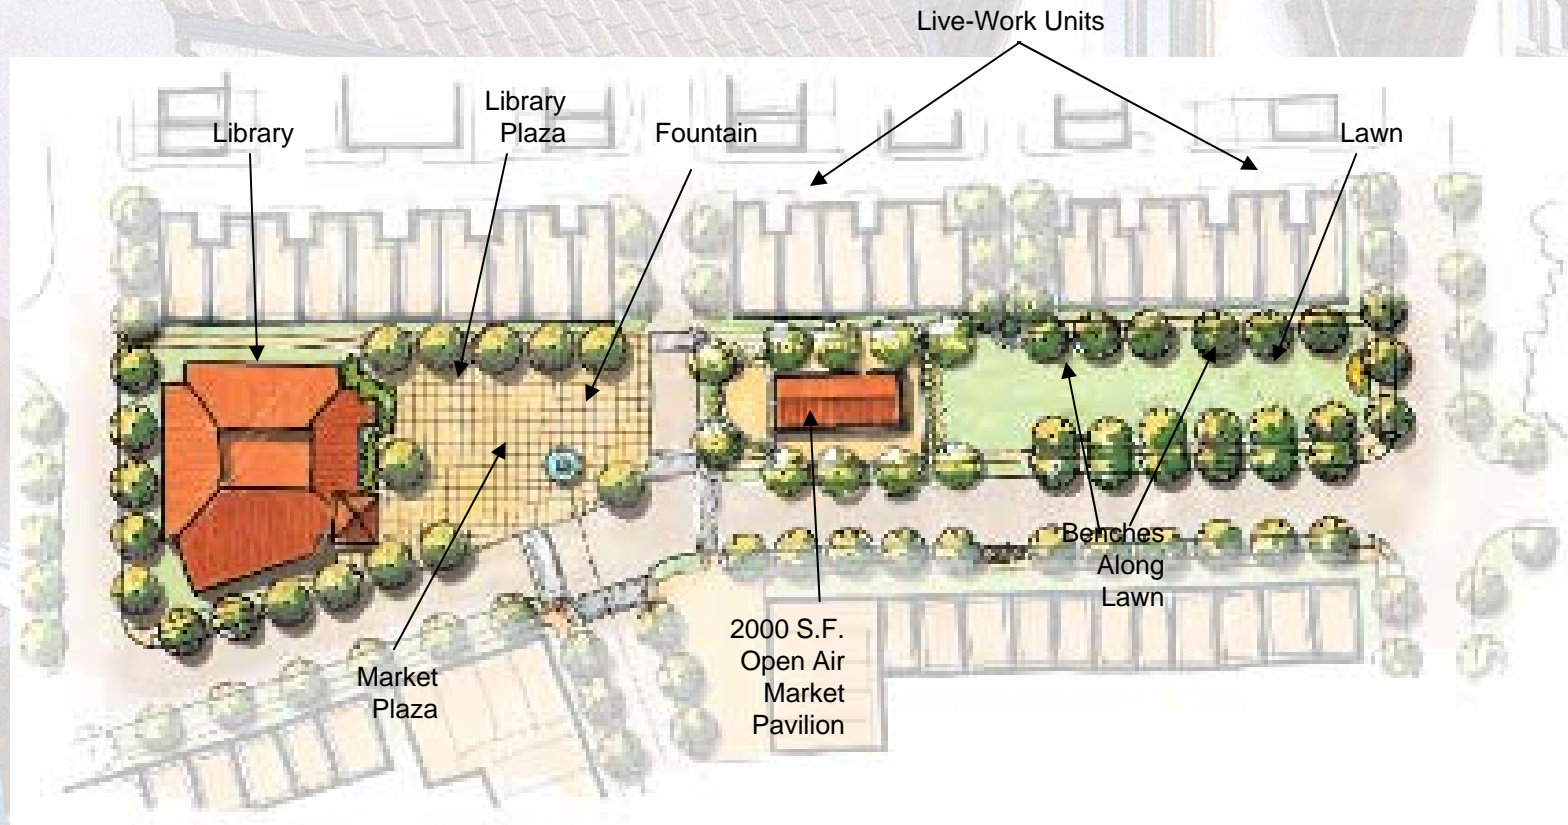 Live-Work Units
Library
Plaza
Library
Fountain
Lawn
Benches
Along
Lawn
2000 S.F.
Open Air
Market
Pavilion
Market
Plaza